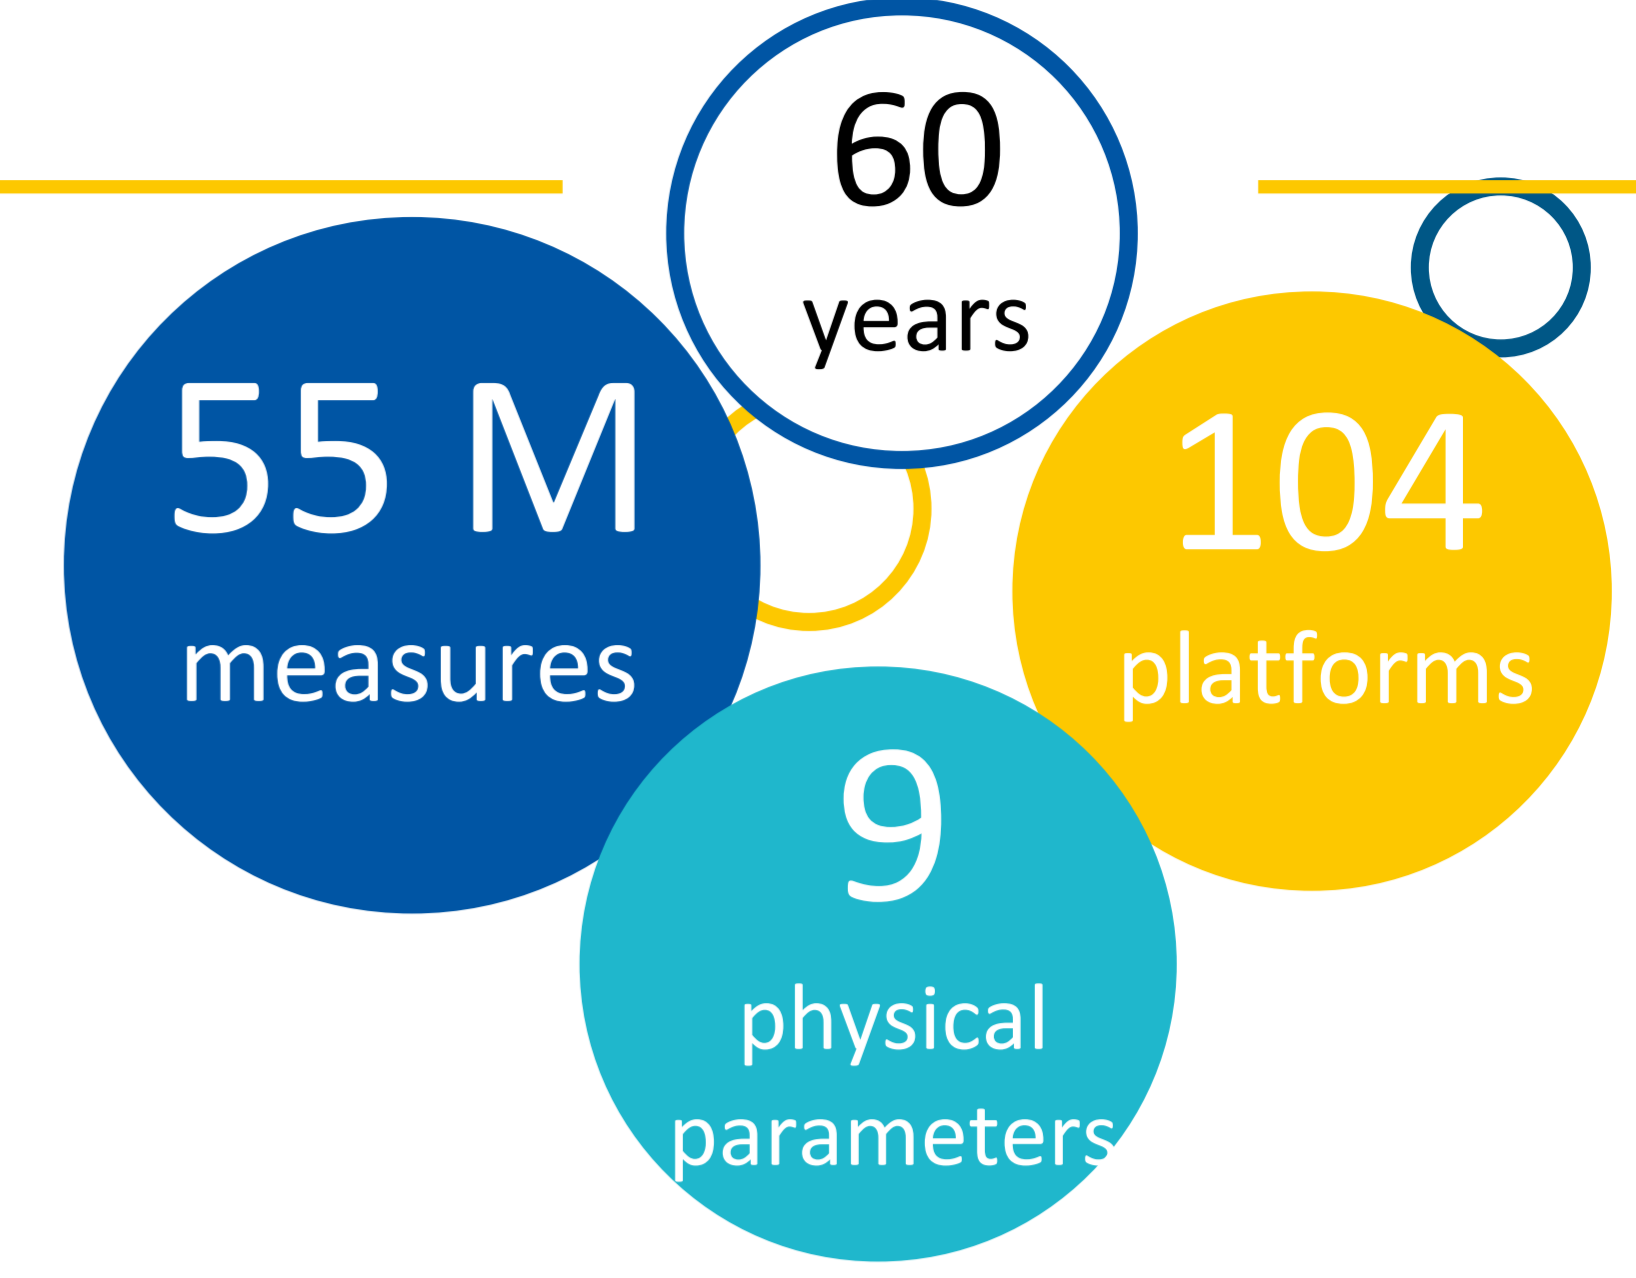 60
years
55 M
measures
104
platforms
9
physical
parameters